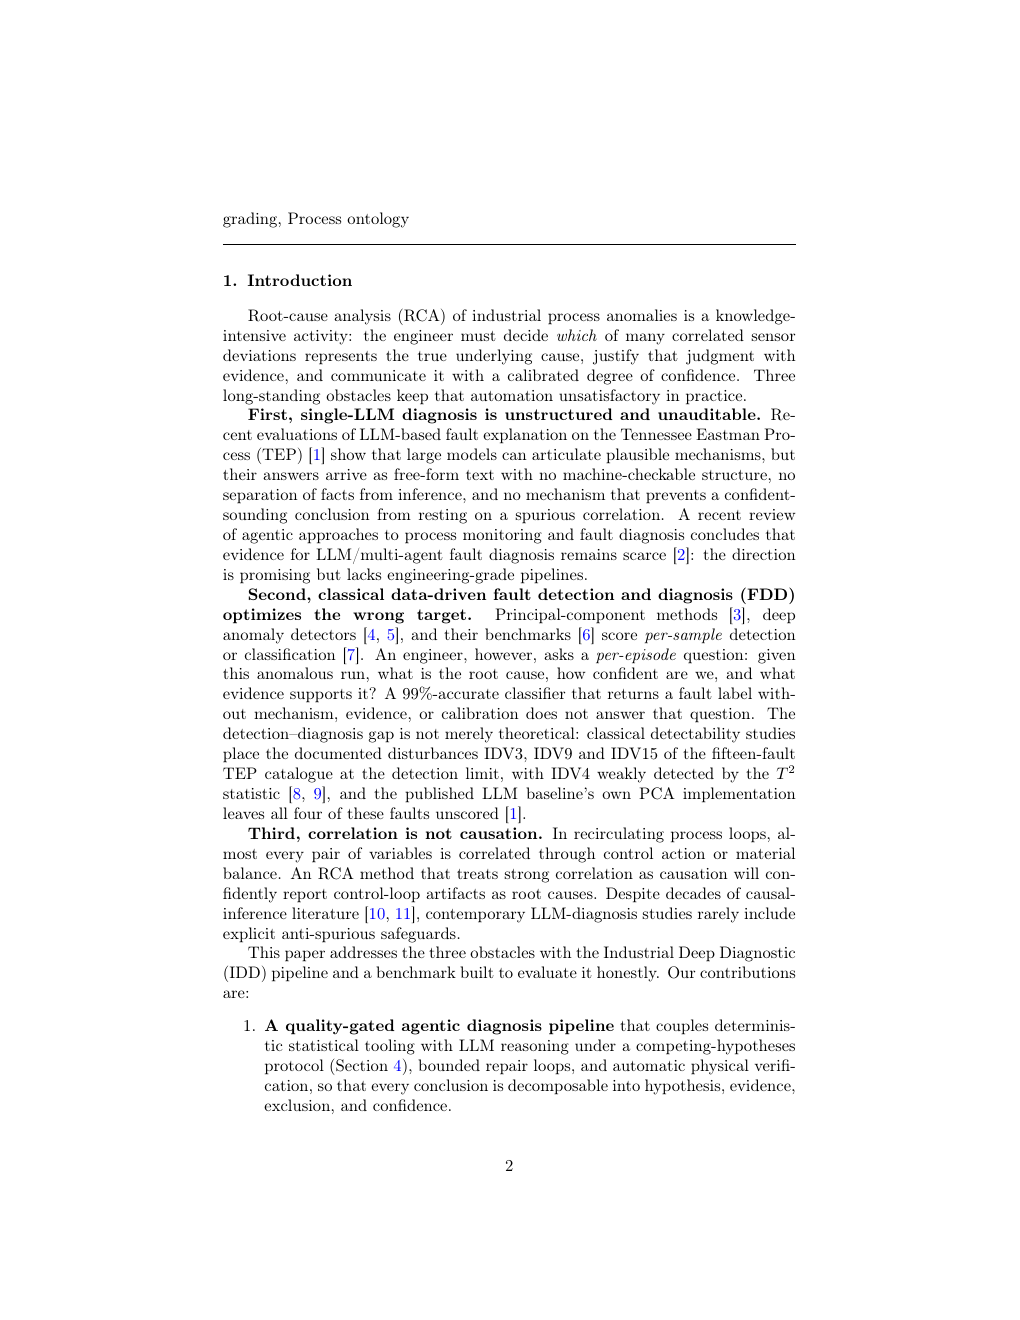 grading, Process ontology
1. Introduction
Root-cause analysis (RCA) of industrial process anomalies is a knowledge-
intensive activity: the engineer must decide which of many correlated sensor
deviations represents the true underlying cause, justify that judgment with
evidence, and communicate it with a calibrated degree of confidence. Three
long-standing obstacles keep that automation unsatisfactory in practice.
First, single-LLM diagnosis is unstructured and unauditable. Re-
cent evaluations of LLM-based fault explanation on the Tennessee Eastman Pro-
cess (TEP) [1] show that large models can articulate plausible mechanisms, but
their answers arrive as free-form text with no machine-checkable structure, no
separation of facts from inference, and no mechanism that prevents a confident-
sounding conclusion from resting on a spurious correlation. A recent review
of agentic approaches to process monitoring and fault diagnosis concludes that
evidence for LLM/multi-agent fault diagnosis remains scarce [2]: the direction
is promising but lacks engineering-grade pipelines.
Second, classical data-driven fault detection and diagnosis (FDD)
optimizes the wrong target. Principal-component methods [3], deep
anomaly detectors [4, 5], and their benchmarks [6] score per-sample detection
or classification [7]. An engineer, however, asks a per-episode question: given
this anomalous run, what is the root cause, how confident are we, and what
evidence supports it? A 99%-accurate classifier that returns a fault label with-
out mechanism, evidence, or calibration does not answer that question. The
detection–diagnosis gap is not merely theoretical: classical detectability studies
place the documented disturbances IDV3, IDV9 and IDV15 of the fifteen-fault
TEP catalogue at the detection limit, with IDV4 weakly detected by the T²
statistic [8, 9], and the published LLM baseline's own PCA implementation
leaves all four of these faults unscored [1].
Third, correlation is not causation. In recirculating process loops, al-
most every pair of variables is correlated through control action or material
balance. An RCA method that treats strong correlation as causation will con-
fidently report control-loop artifacts as root causes. Despite decades of causal-
inference literature [10, 11], contemporary LLM-diagnosis studies rarely include
explicit anti-spurious safeguards.
This paper addresses the three obstacles with the Industrial Deep Diagnostic
(IDD) pipeline and a benchmark built to evaluate it honestly. Our contributions
are:
1. A quality-gated agentic diagnosis pipeline that couples determinis-
tic statistical tooling with LLM reasoning under a competing-hypotheses
protocol (Section 4), bounded repair loops, and automatic physical verifi-
cation, so that every conclusion is decomposable into hypothesis, evidence,
exclusion, and confidence.
2